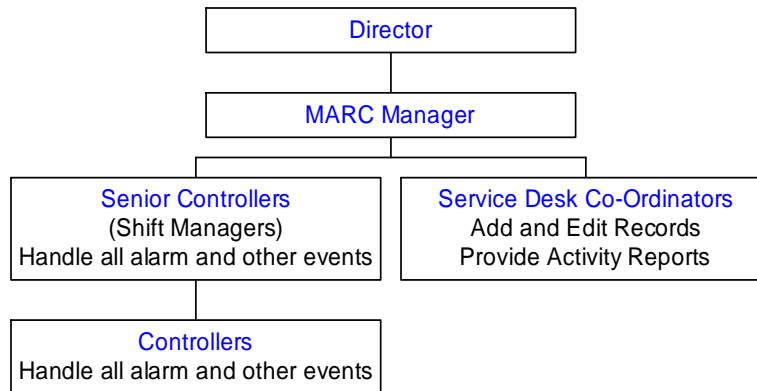 Director
MARC Manager
Senior Controllers
(Shift Managers)
Handle all alarm and other events
Service Desk Co-Ordinators
Add and Edit Records
Provide Activity Reports
Controllers
Handle all alarm and other events